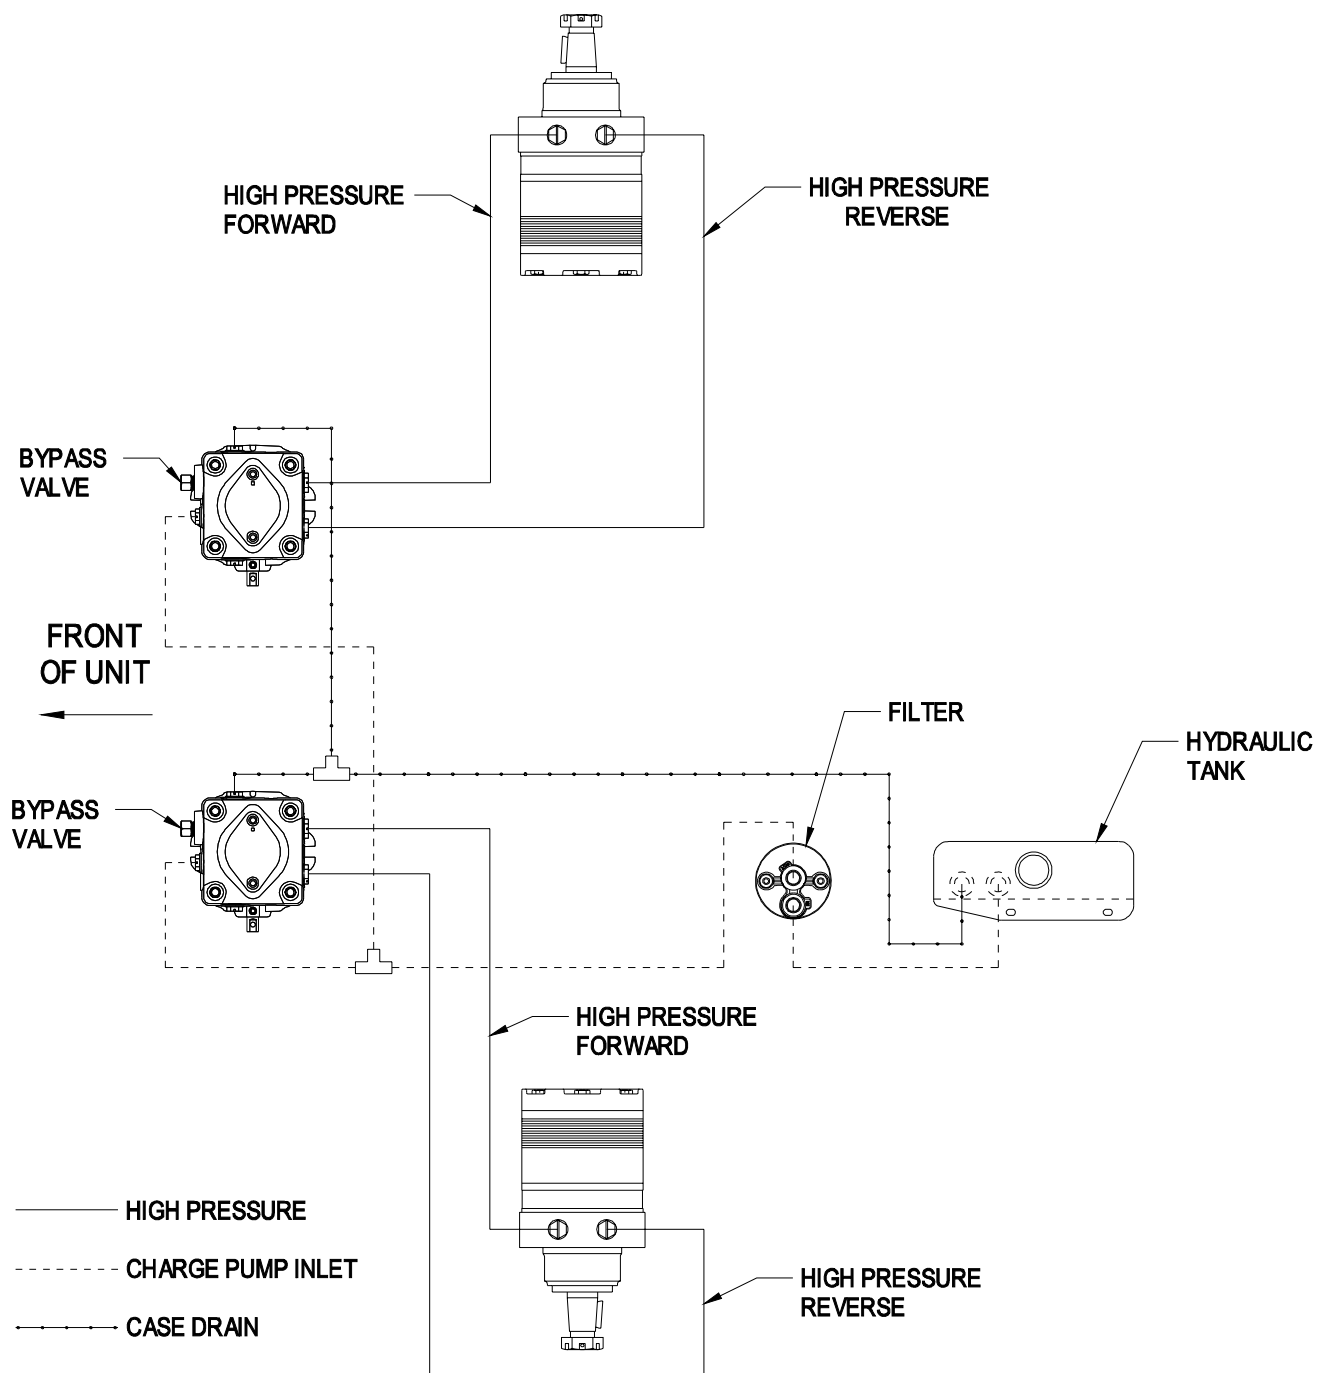 HIGH PRESSURE
FORWARD
HIGH PRESSURE
REVERSE
BYPASS
VALVE
FRONT
OF UNIT
FILTER
HYDRAULIC
TANK
BYPASS
VALVE
HIGH PRESSURE
FORWARD
HIGH PRESSURE
CHARGE PUMP INLET
CASE DRAIN
HIGH PRESSURE
REVERSE